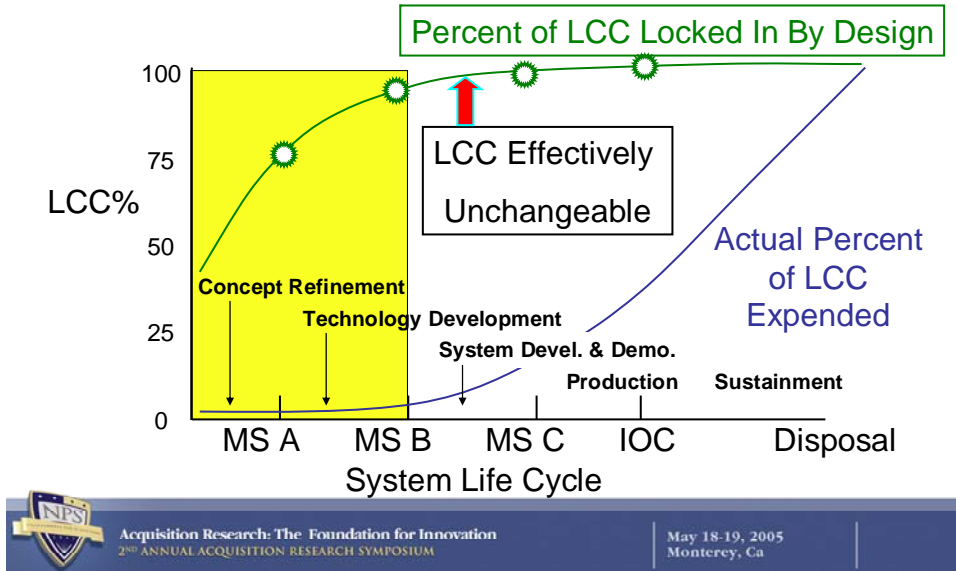 Percent of LCC Locked In By Design
100
LCC Effectively
Unchangeable
75
LCC%
50
Actual Percent
of LCC
Expended
Concept Refinement
Technology Development
25
System Devel. & Demo.
Production
Sustainment
0
MS A
MS B
MS C
IOC
Disposal
System Life Cycle
NPS
Acquisition Research: The Foundation for Innovation
2ND ANNUAL ACQUISITION RESEARCH SYMPOSIUM
May 18-19, 2005
Monterey, Ca